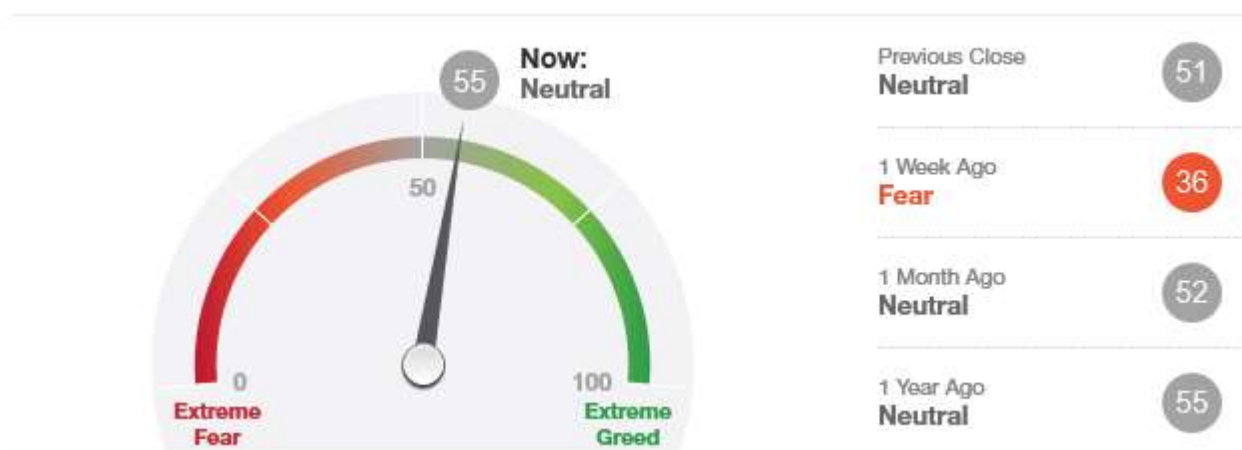 55
Now:
Neutral
50
0
100
Extreme
Fear
Extreme
Greed
Previous Close
Neutral
51
1 Week Ago
Fear
36
1 Month Ago
Neutral
52
1 Year Ago
Neutral
55